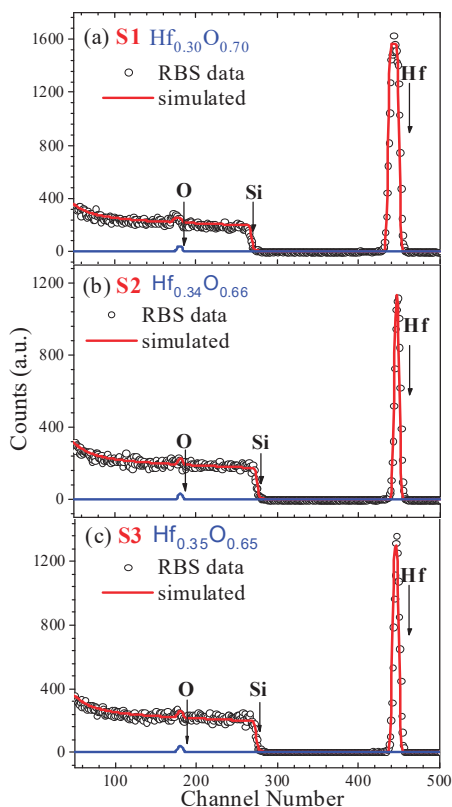 (a) S1 Hf0.30O0.70
RBS data
simulated
Hf
O
Si
1600
1200
800
400
0
(b) S2 Hf0.34O0.66
RBS data
simulated
Hf
O
Si
1200
800
400
0
(c) S3 Hf0.35O0.65
RBS data
simulated
Hf
O
Si
1200
800
400
0
Counts (a.u.)
100 200 300 400 500
Channel Number